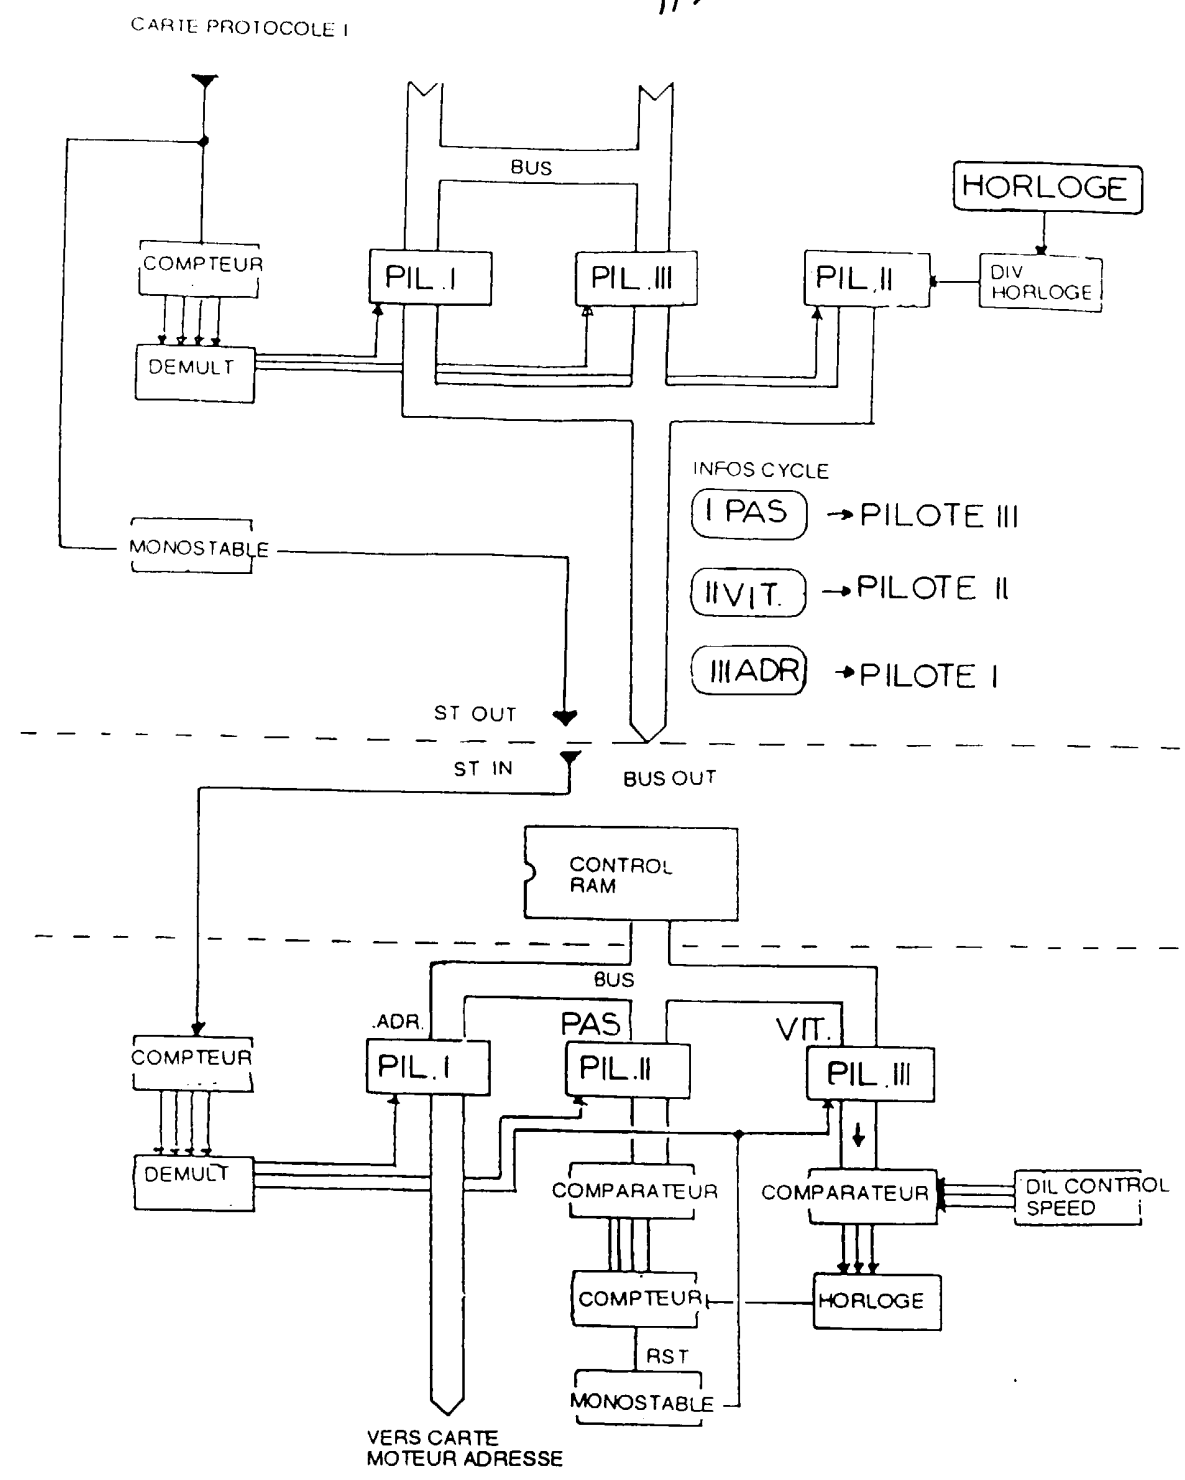 CARTE PROTOCOLE I
BUS
HORLOGE
COMPTEUR
PIL.I
PIL.III
PIL.II
DIV
HORLOGE
DEMULT
INFOS CYCLE
I PAS → PILOTE III
MONOSTABLE
II VIT. → PILOTE II
III ADR → PILOTE I
ST OUT
ST IN
BUS OUT
CONTROL
RAM
BUS
.ADR.
PAS
VIT.
COMPTEUR
PIL.I
PIL.II
PIL.III
DEMULT
COMPARATEUR
COMPARATEUR
DIL CONTROL
SPEED
COMPTEUR
HORLOGE
RST
MONOSTABLE
VERS CARTE
MOTEUR ADRESSE